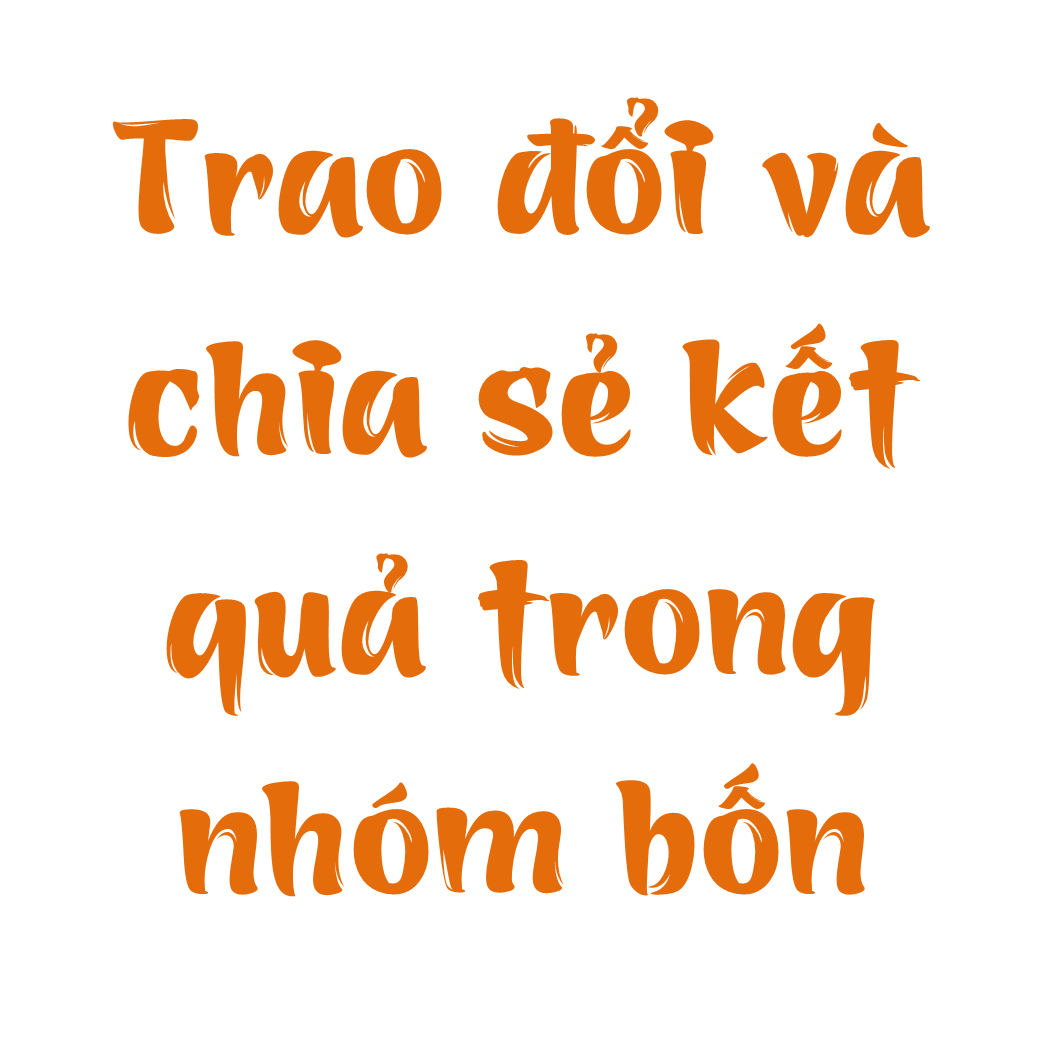 Trao đổi và
chia sẻ kết
quả trong
nhóm bốn